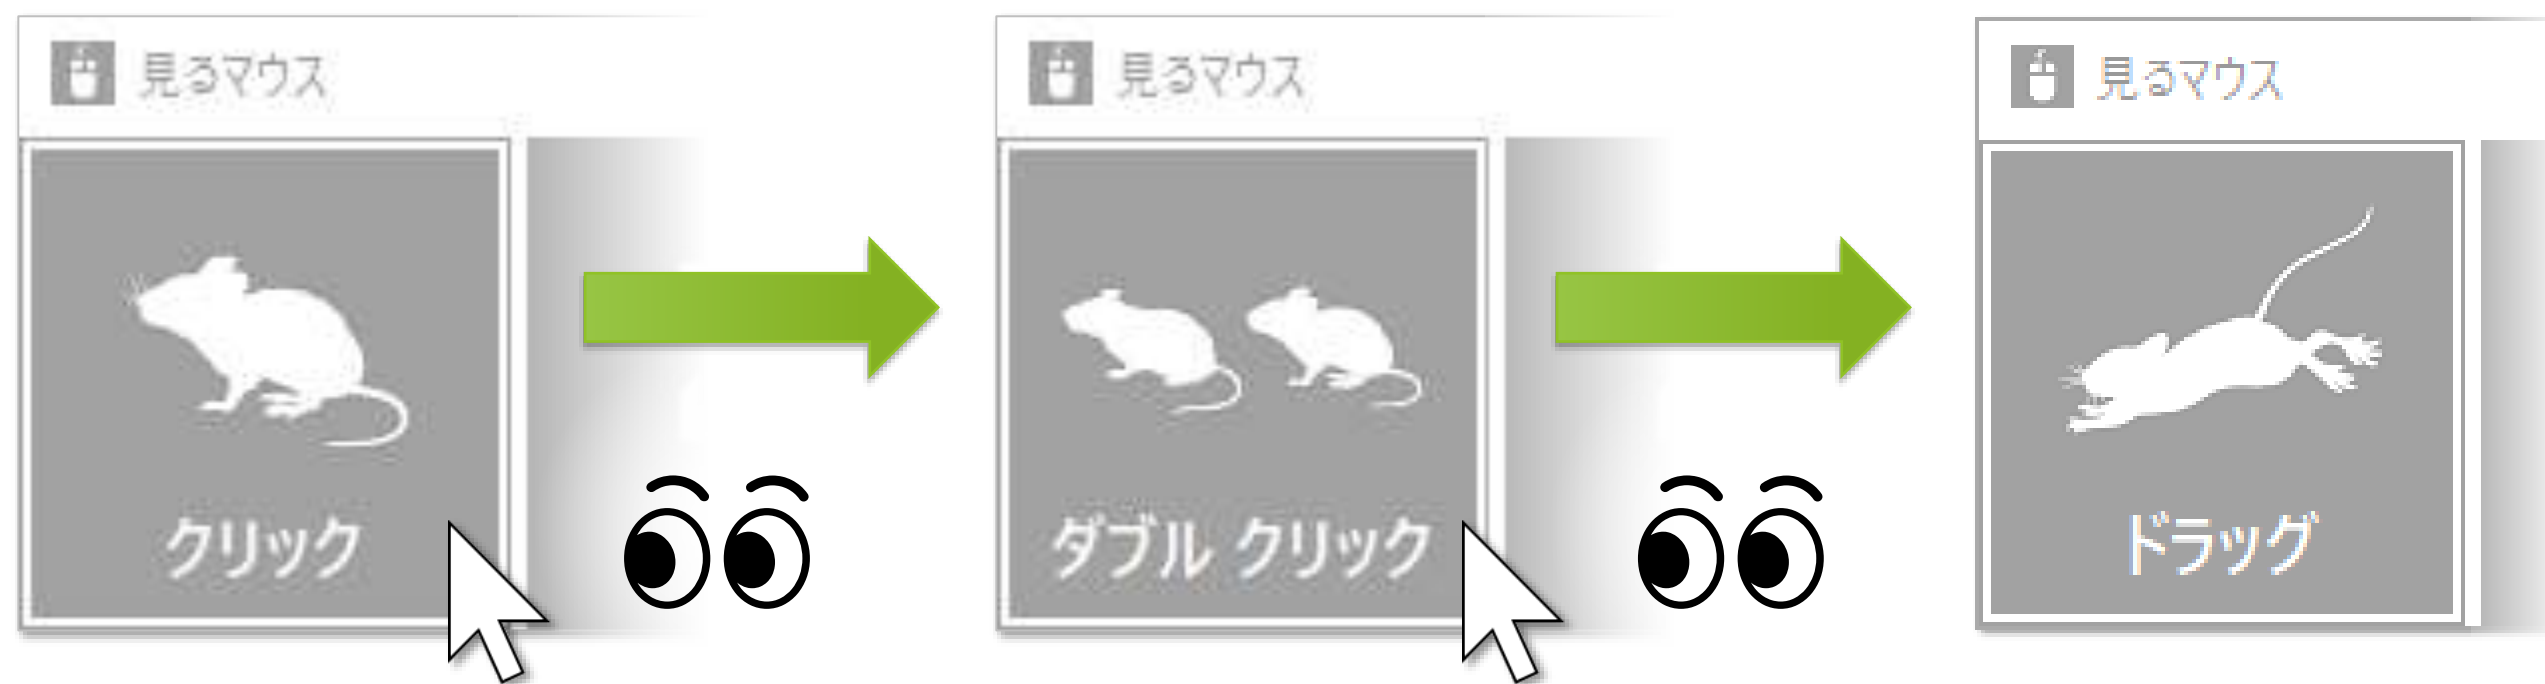 見るマウス
クリック
見るマウス
ダブル クリック
見るマウス
ドラッグ